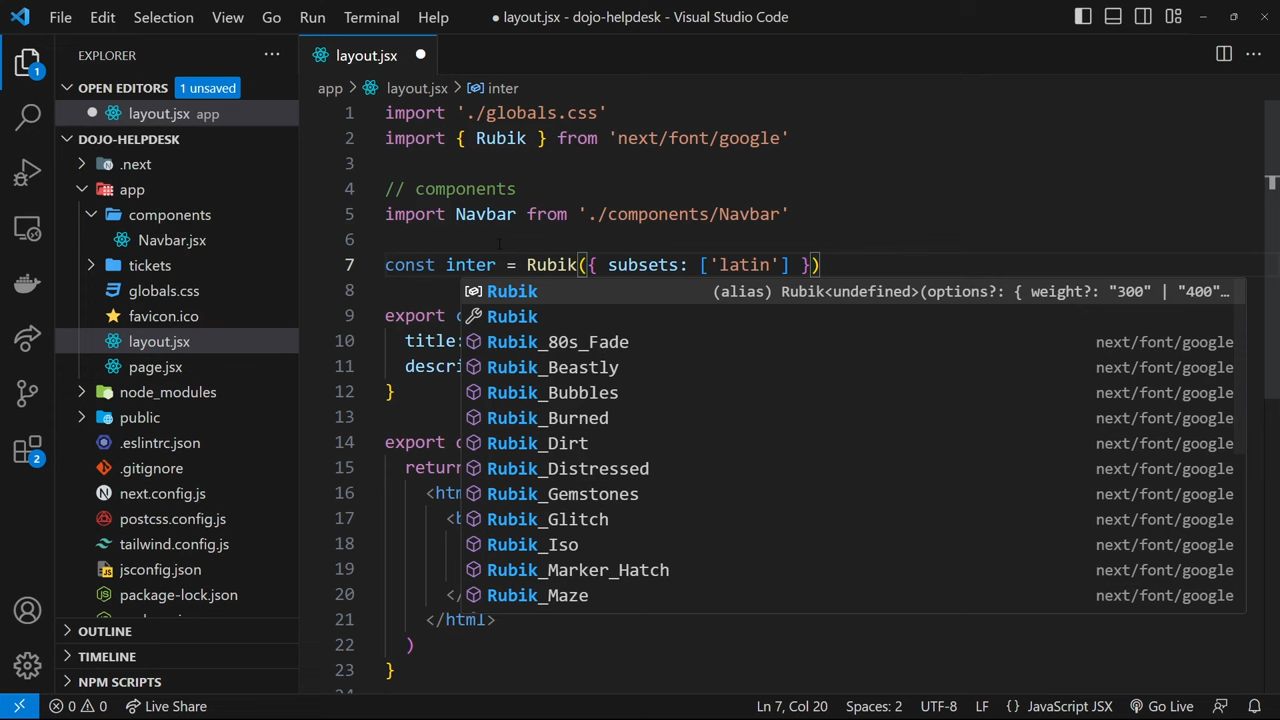 File Edit Selection View Go Run Terminal Help ● layout.jsx - dojo-helpdesk - Visual Studio Code
EXPLORER
OPEN EDITORS 1 unsaved
layout.jsx app
DOJO-HELPDESK
.next
app
components
Navbar.jsx
tickets
globals.css
favicon.ico
layout.jsx
page.jsx
node_modules
public
.eslintrc.json
.gitignore
next.config.js
postcss.config.js
tailwind.config.js
jsconfig.json
package-lock.json
OUTLINE
TIMELINE
NPM SCRIPTS
1
2
layout.jsx
app > layout.jsx > inter
1 import './globals.css'
2 import { Rubik } from 'next/font/google'
3
4 // components
5 import Navbar from './components/Navbar'
6
7 const inter = Rubik({ subsets: ['latin'] })
8
9 export c
10 title:
11 descri
12 }
13
14 export d
15 return
16 <htm
17 <b
18
19
20 </
21 </html>
22 )
23 }
24
Rubik (alias) Rubik<undefined>(options?: { weight?: "300" | "400"…
Rubik
Rubik_80s_Fade next/font/google
Rubik_Beastly next/font/google
Rubik_Bubbles next/font/google
Rubik_Burned next/font/google
Rubik_Dirt next/font/google
Rubik_Distressed next/font/google
Rubik_Gemstones next/font/google
Rubik_Glitch next/font/google
Rubik_Iso next/font/google
Rubik_Marker_Hatch next/font/google
Rubik_Maze next/font/google
0 0 Live Share Ln 7, Col 20 Spaces: 2 UTF-8 LF {} JavaScript JSX Go Live